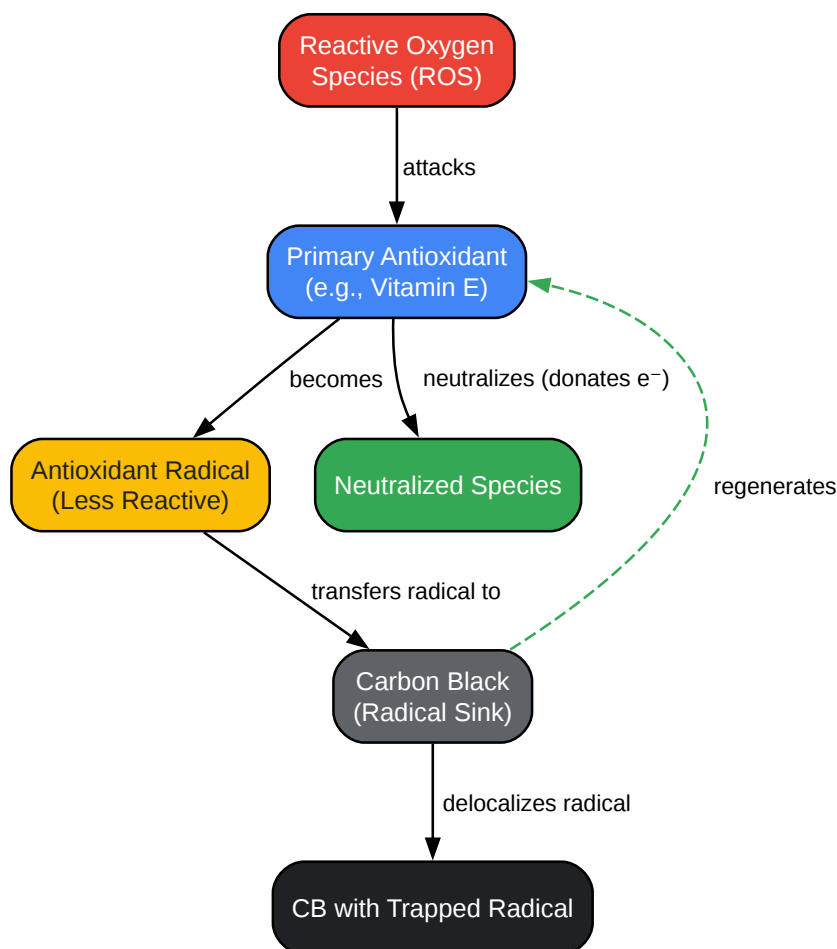 Reactive Oxygen
Species (ROS)
attacks
Primary Antioxidant
(e.g., Vitamin E)
becomes
neutralizes (donates e⁻)
Antioxidant Radical
(Less Reactive)
Neutralized Species
regenerates
transfers radical to
Carbon Black
(Radical Sink)
delocalizes radical
CB with Trapped Radical